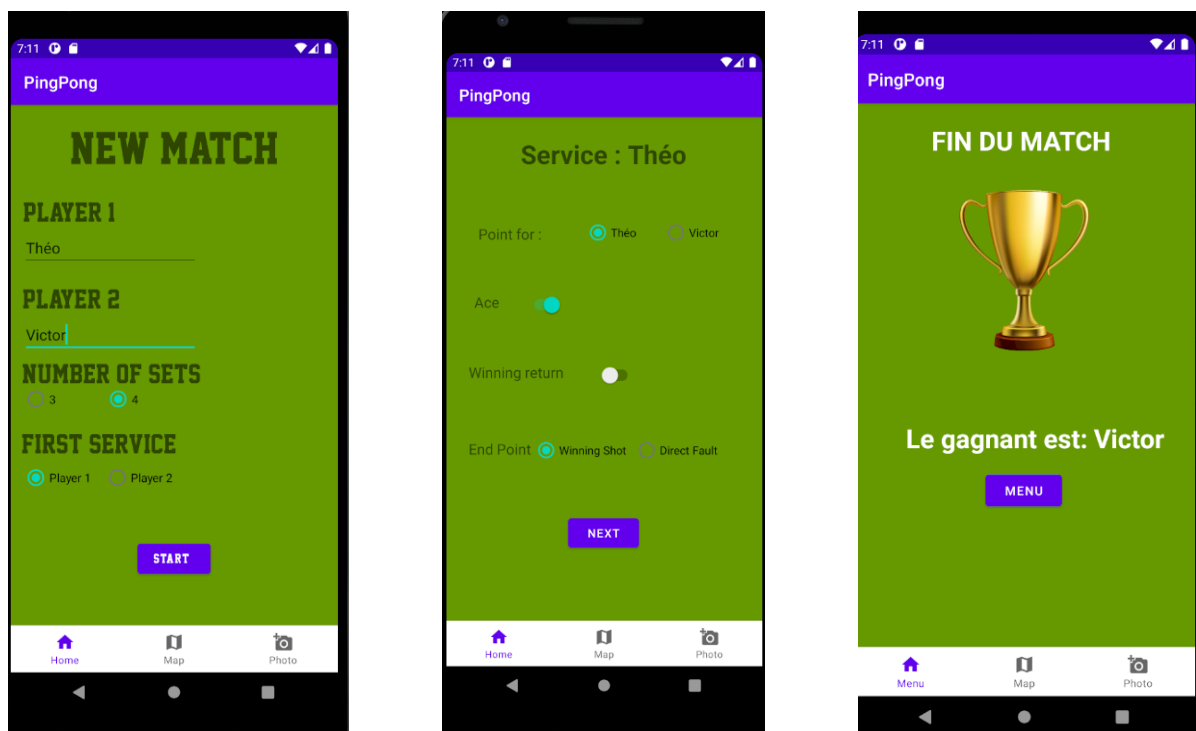 7:11
PingPong
NEW MATCH
PLAYER 1
Théo
PLAYER 2
Victor
NUMBER OF SETS
3 4
FIRST SERVICE
Player 1 Player 2
START
Home Map Photo
7:11
PingPong
Service : Théo
Point for : Théo Victor
Ace
Winning return
End Point Winning Shot Direct Fault
NEXT
Home Map Photo
7:11
PingPong
FIN DU MATCH
Le gagnant est: Victor
MENU
Menu Map Photo